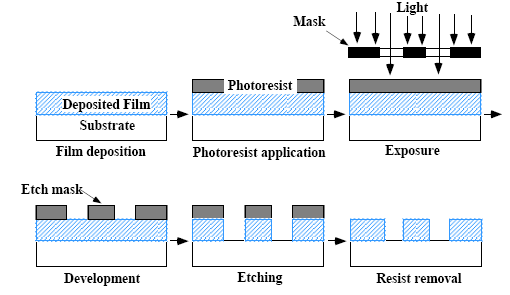 Light
Mask
Photoresist
Deposited Film
Substrate
Film deposition
Photoresist application
Exposure
Etch mask
Development
Etching
Resist removal